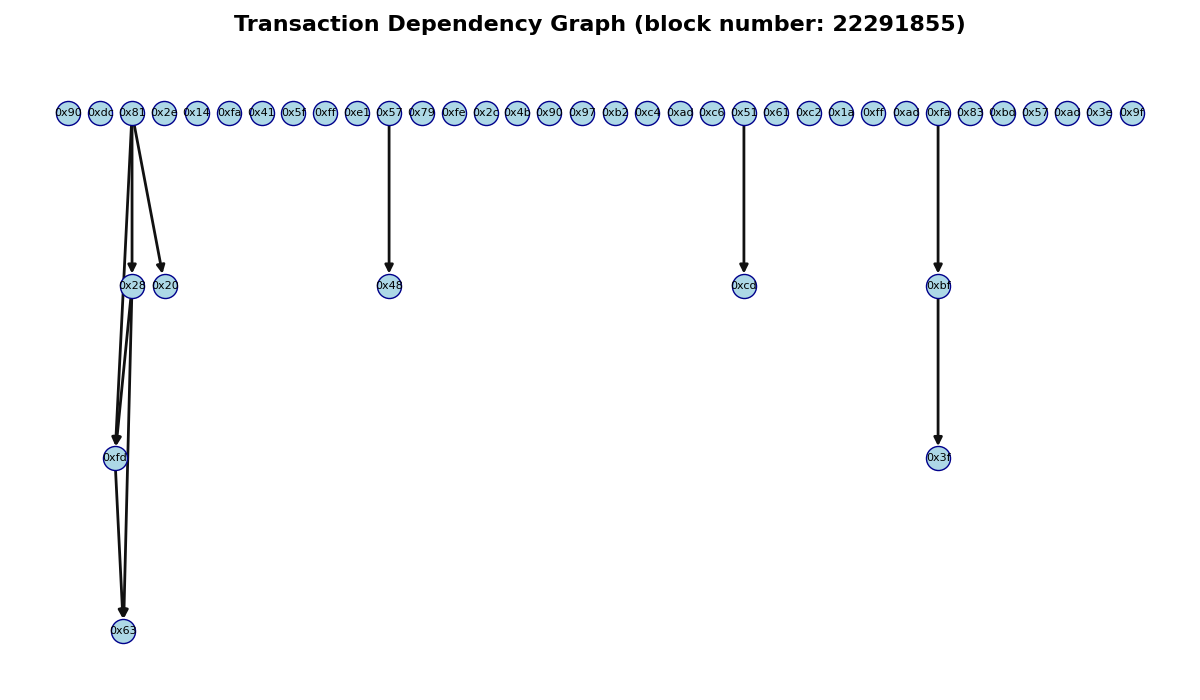 Transaction Dependency Graph (block number: 22291855)
0x90 0xdc 0x81 0x2e 0x14 0xfa 0x41 0x5f 0xff 0xe1 0x57 0x79 0xfe 0x2c 0x4b 0x90 0x97 0xb2 0xc4 0xad 0xc6 0x51 0x61 0xc2 0x1a 0xff 0xad 0xfa 0x83 0xbd 0x57 0xad 0x3e 0x9f
0x28 0x20 0x48 0xcd 0xbf
0xfd 0x3f
0x63